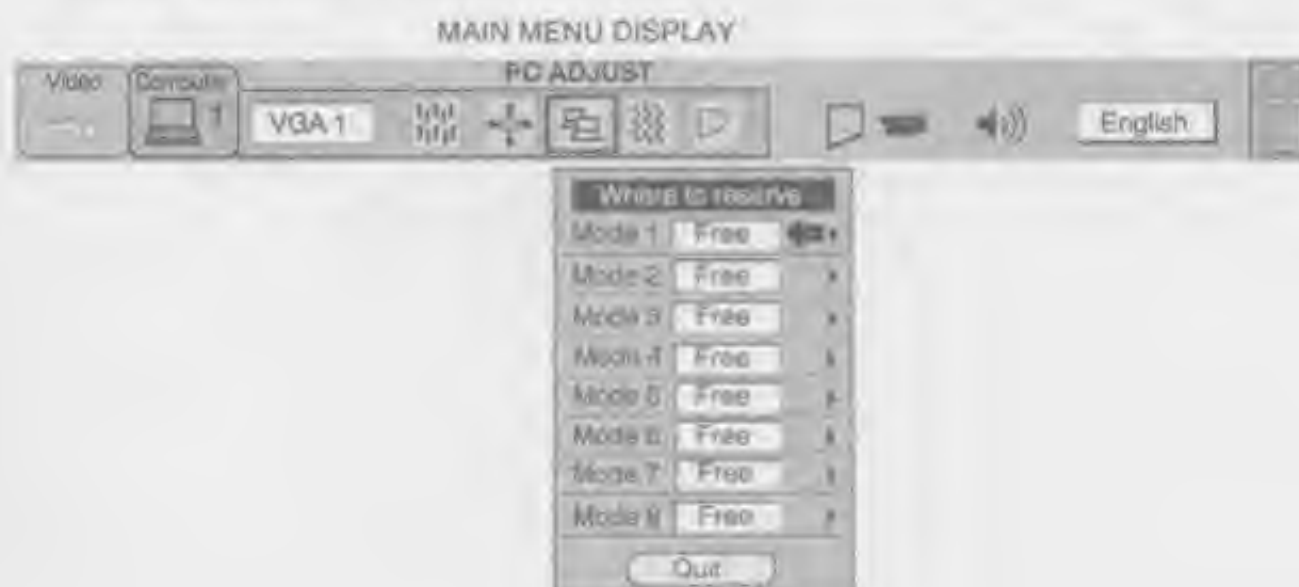 MAIN MENU DISPLAY
Video Computer PC ADJUST
1 VGA 1 English
Where to reserve
Mode 1 Free
Mode 2 Free
Mode 3 Free
Mode 4 Free
Mode 5 Free
Mode 6 Free
Mode 7 Free
Mode 8 Free
Quit